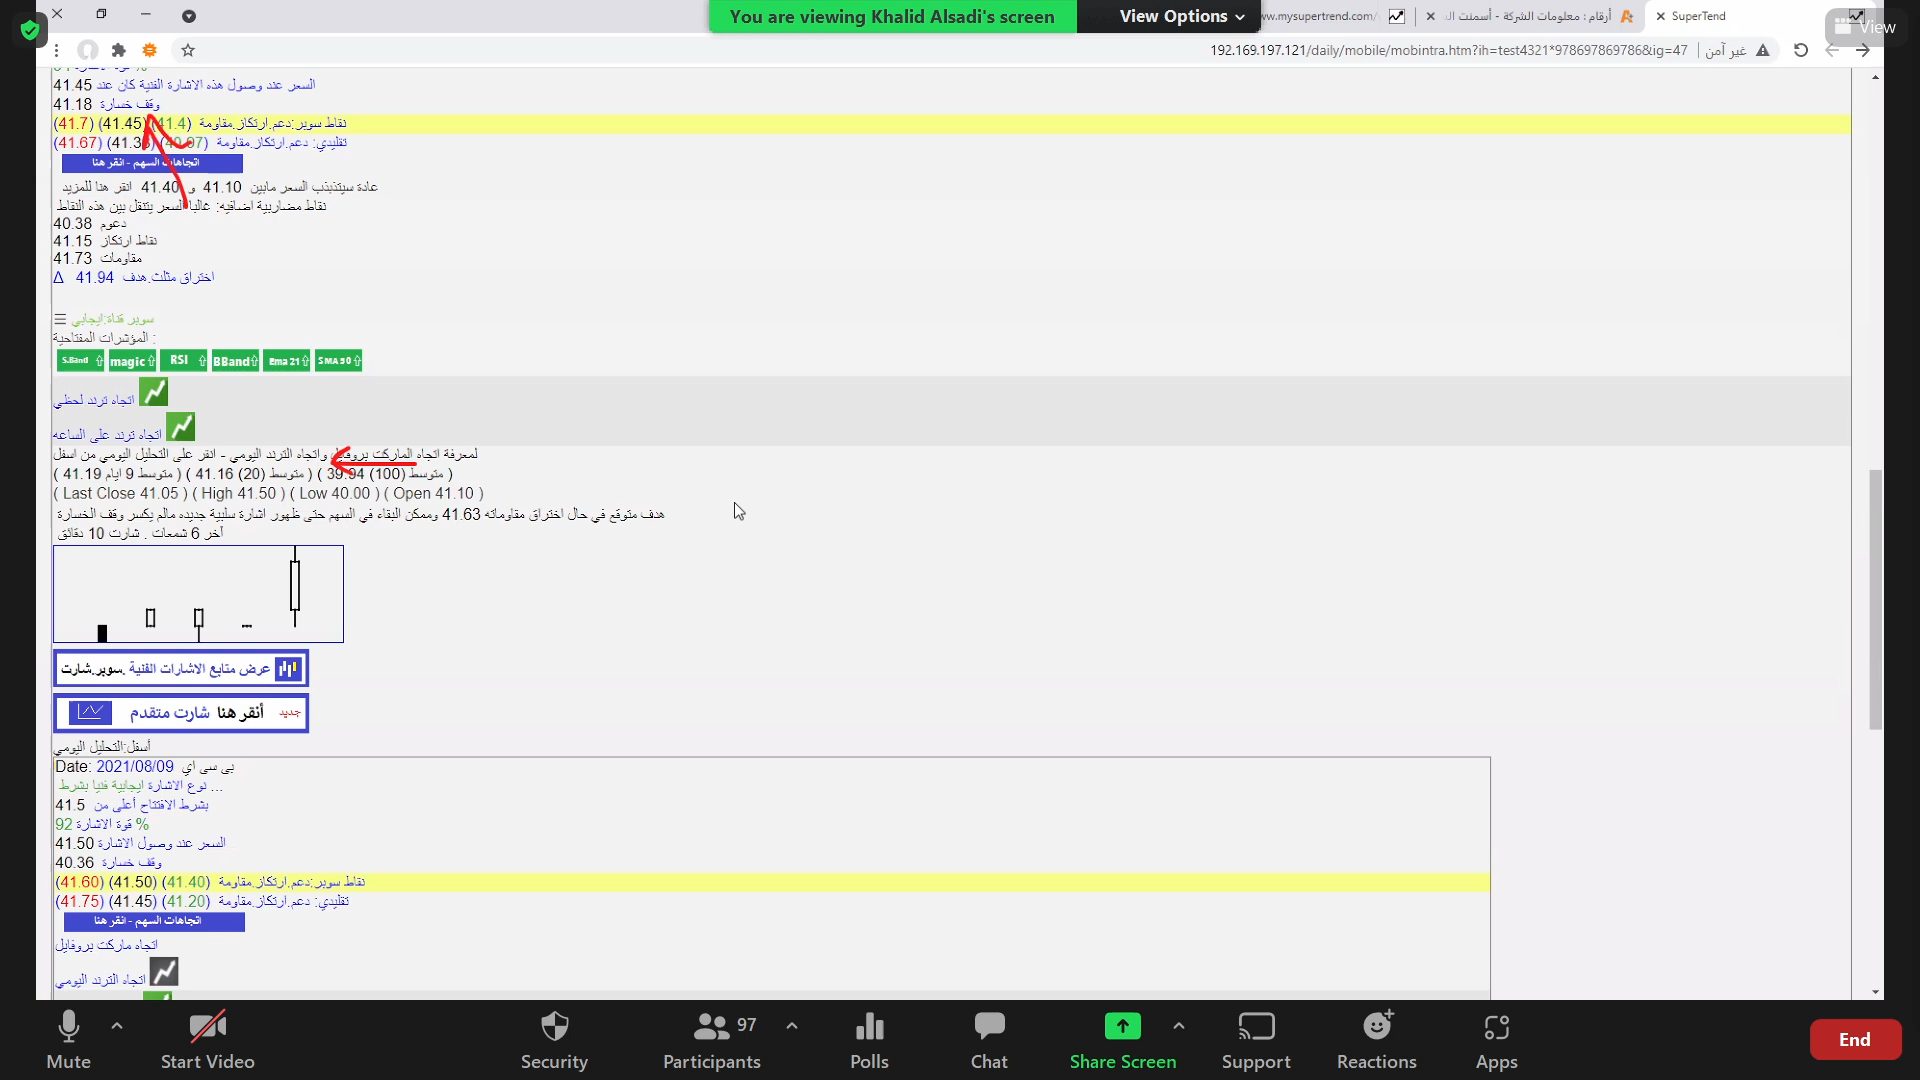 You are viewing Khalid Alsadi's screen
View Options
View
www.mysupertrend.com/
أرقام : معلومات الشركة - أسمنت
SuperTend
192.169.197.121/daily/mobile/mobintra.htm?ih=test4321*978697869786&ig=47
غير آمن
السعر عند وصول هذه الاشارة الفنية كان عند 41.45
وقف خسارة 41.18
نقاط سوبر:دعم.ارتكاز.مقاومة (41.4) (41.45) (41.7)
تقليدي: دعم.ارتكاز.مقاومة (41.67)
اتجاهات السهم - انقر هنا
عادة سيتذبذب السعر مابين 41.10 و 41.40 انقر هنا للمزيد
نقاط مضاربية اضافيه: غالبا السعر يتنقل بين هذه النقاط
دعوم 40.38
نقاط ارتكاز 41.15
مقاومات 41.73
اختراق مثلث.هدف 41.94 Δ
سوبر قناة:ايجابي ☰
المؤشرات المفتاحية :
S.Band ⇧ magic⇧ RSI ⇧ BBand⇧ Ema 21⇧ SMA 50⇧
اتجاه ترند لحظي
اتجاه ترند على الساعه
لمعرفة اتجاه الماركت بروفايل واتجاه الترند اليومي - انقر على التحليل اليومي من اسفل
( متوسط (100) 39.94 ) ( متوسط (20) 41.16 ) ( متوسط 9 ايام 41.19 )
( Last Close 41.05 ) ( High 41.50 ) ( Low 40.00 ) ( Open 41.10 )
هدف متوقع في حال اختراق مقاوماته 41.63 وممكن البقاء في السهم حتى ظهور اشارة سلبية جديده مالم يكسر وقف الخسارة
آخر 6 شمعات . شارت 10 دقائق
عرض متابع الاشارات الفنية .سوبر.شارت
جديد أنقر هنا شارت متقدم
أسفل:التحليل اليومي
Date: 2021/08/09 بى سى اي
نوع الاشارة ايجابية فنيا بشرط ...
بشرط الافتتاح أعلى من 41.5
% قوة الاشارة 92
السعر عند وصول الاشارة 41.50
وقف خسارة 40.36
نقاط سوبر:دعم.ارتكاز.مقاومة (41.40) (41.50) (41.60)
تقليدي: دعم.ارتكاز.مقاومة (41.20) (41.45) (41.75)
اتجاهات السهم - انقر هنا
اتجاه ماركت بروفايل
اتجاه الترند اليومي
Mute
Start Video
Security
97
Participants
Polls
Chat
Share Screen
Support
Reactions
Apps
End